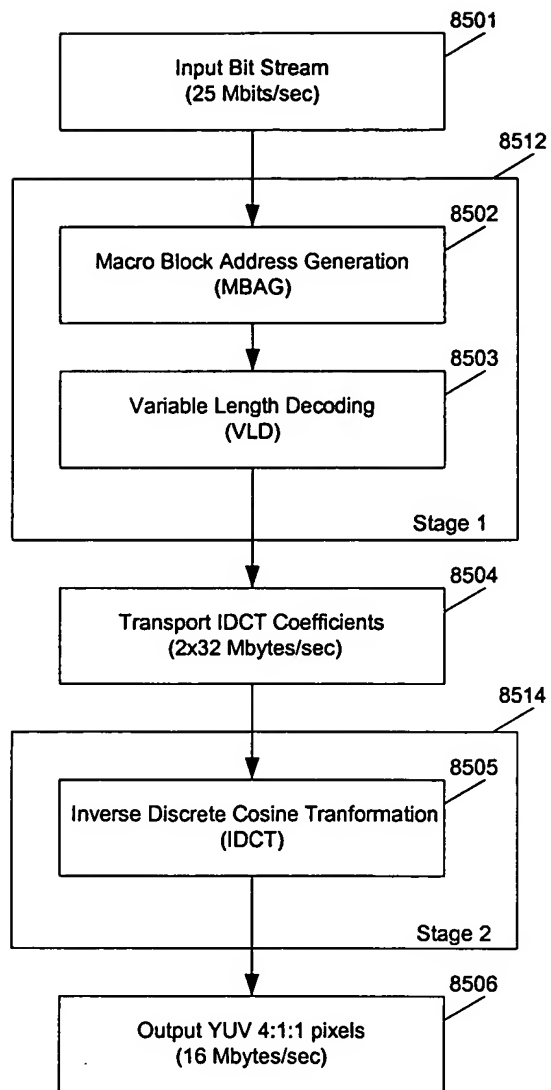 8501
Input Bit Stream
(25 Mbits/sec)
8512
8502
Macro Block Address Generation
(MBAG)
8503
Variable Length Decoding
(VLD)
Stage 1
8504
Transport IDCT Coefficients
(2x32 Mbytes/sec)
8514
8505
Inverse Discrete Cosine Tranformation
(IDCT)
Stage 2
8506
Output YUV 4:1:1 pixels
(16 Mbytes/sec)